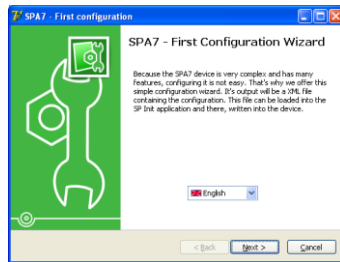 SPA7 - First configuration
SPA7 - First Configuration Wizard
Because the SPA7 device is very complex and has many
features, configuring it is not easy. That's why we offer this
simple configuration wizard. It's output will be a XML file
containing the configuration. This file can be loaded into the
SP Init application and there, written into the device.
English
< Back
Next >
Cancel